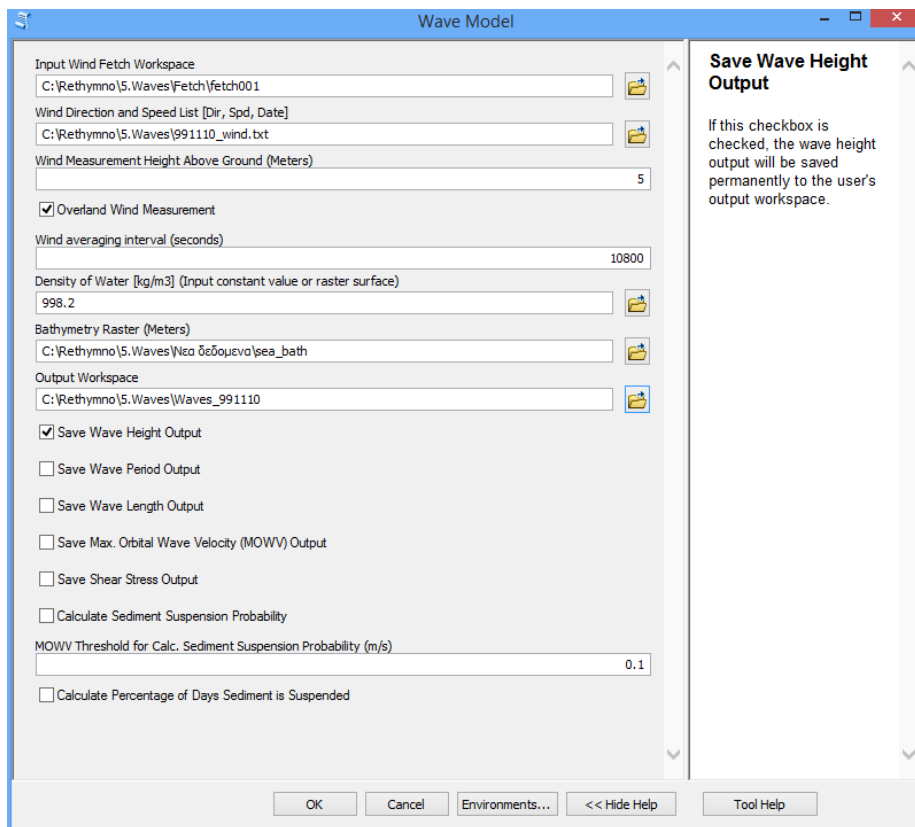 Wave Model
Input Wind Fetch Workspace
C:\Rethymno\5.Waves\Fetch\fetch001
Wind Direction and Speed List [Dir, Spd, Date]
C:\Rethymno\5.Waves\991110_wind.txt
Wind Measurement Height Above Ground (Meters)
5
Overland Wind Measurement
Wind averaging interval (seconds)
10800
Density of Water [kg/m3] (Input constant value or raster surface)
998.2
Bathymetry Raster (Meters)
C:\Rethymno\5.Waves\Νεα δεδομενα\sea_bath
Output Workspace
C:\Rethymno\5.Waves\Waves_991110
Save Wave Height Output
Save Wave Period Output
Save Wave Length Output
Save Max. Orbital Wave Velocity (MOWV) Output
Save Shear Stress Output
Calculate Sediment Suspension Probability
MOWV Threshold for Calc. Sediment Suspension Probability (m/s)
0.1
Calculate Percentage of Days Sediment is Suspended
OK
Cancel
Environments...
<< Hide Help
Save Wave Height
Output
If this checkbox is
checked, the wave height
output will be saved
permanently to the user's
output workspace.
Tool Help